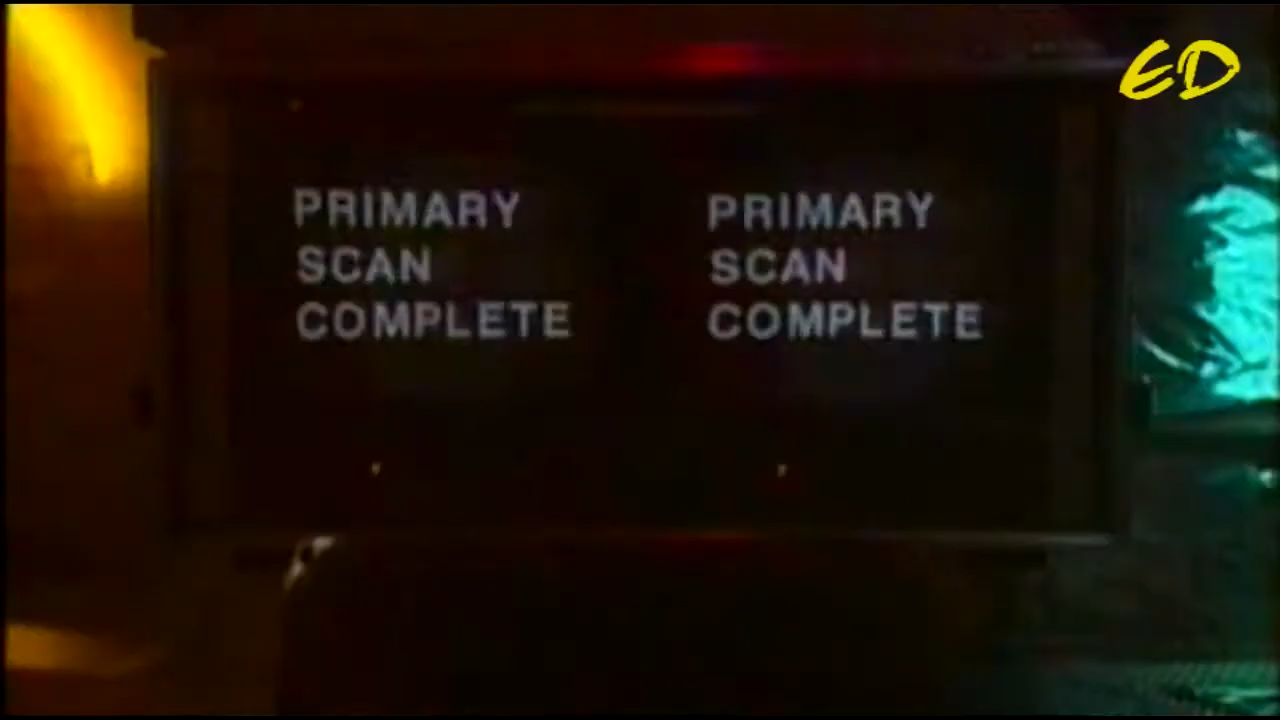 ED
PRIMARY
SCAN
COMPLETE
PRIMARY
SCAN
COMPLETE